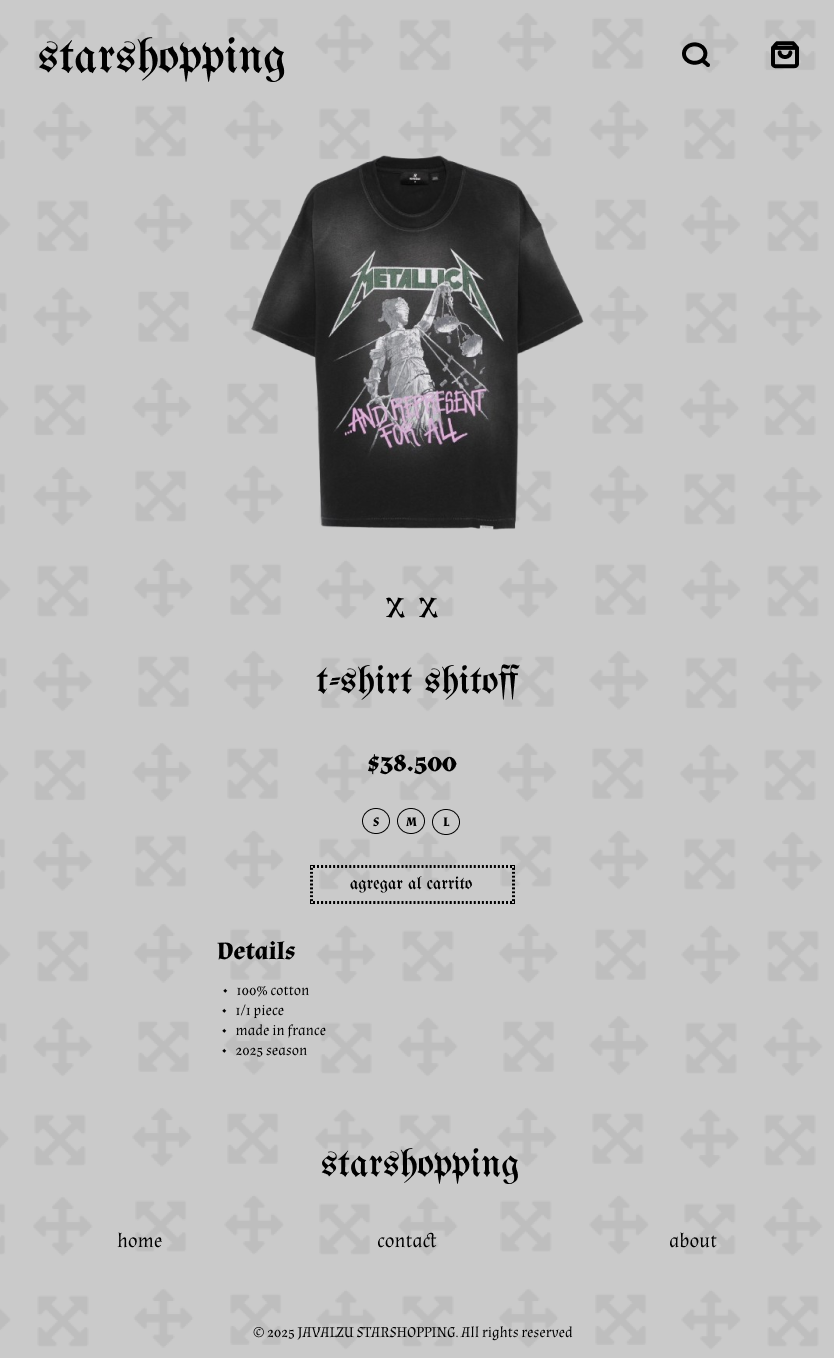 starshopping
METALLICA
...AND REPRESENT
FOR ALL
X X
t-shirt shitoff
$38.500
S M L
agregar al carrito
Details
100% cotton
1/1 piece
made in france
2025 season
starshopping
home contact about
© 2025 JAVALZU STARSHOPPING. All rights reserved